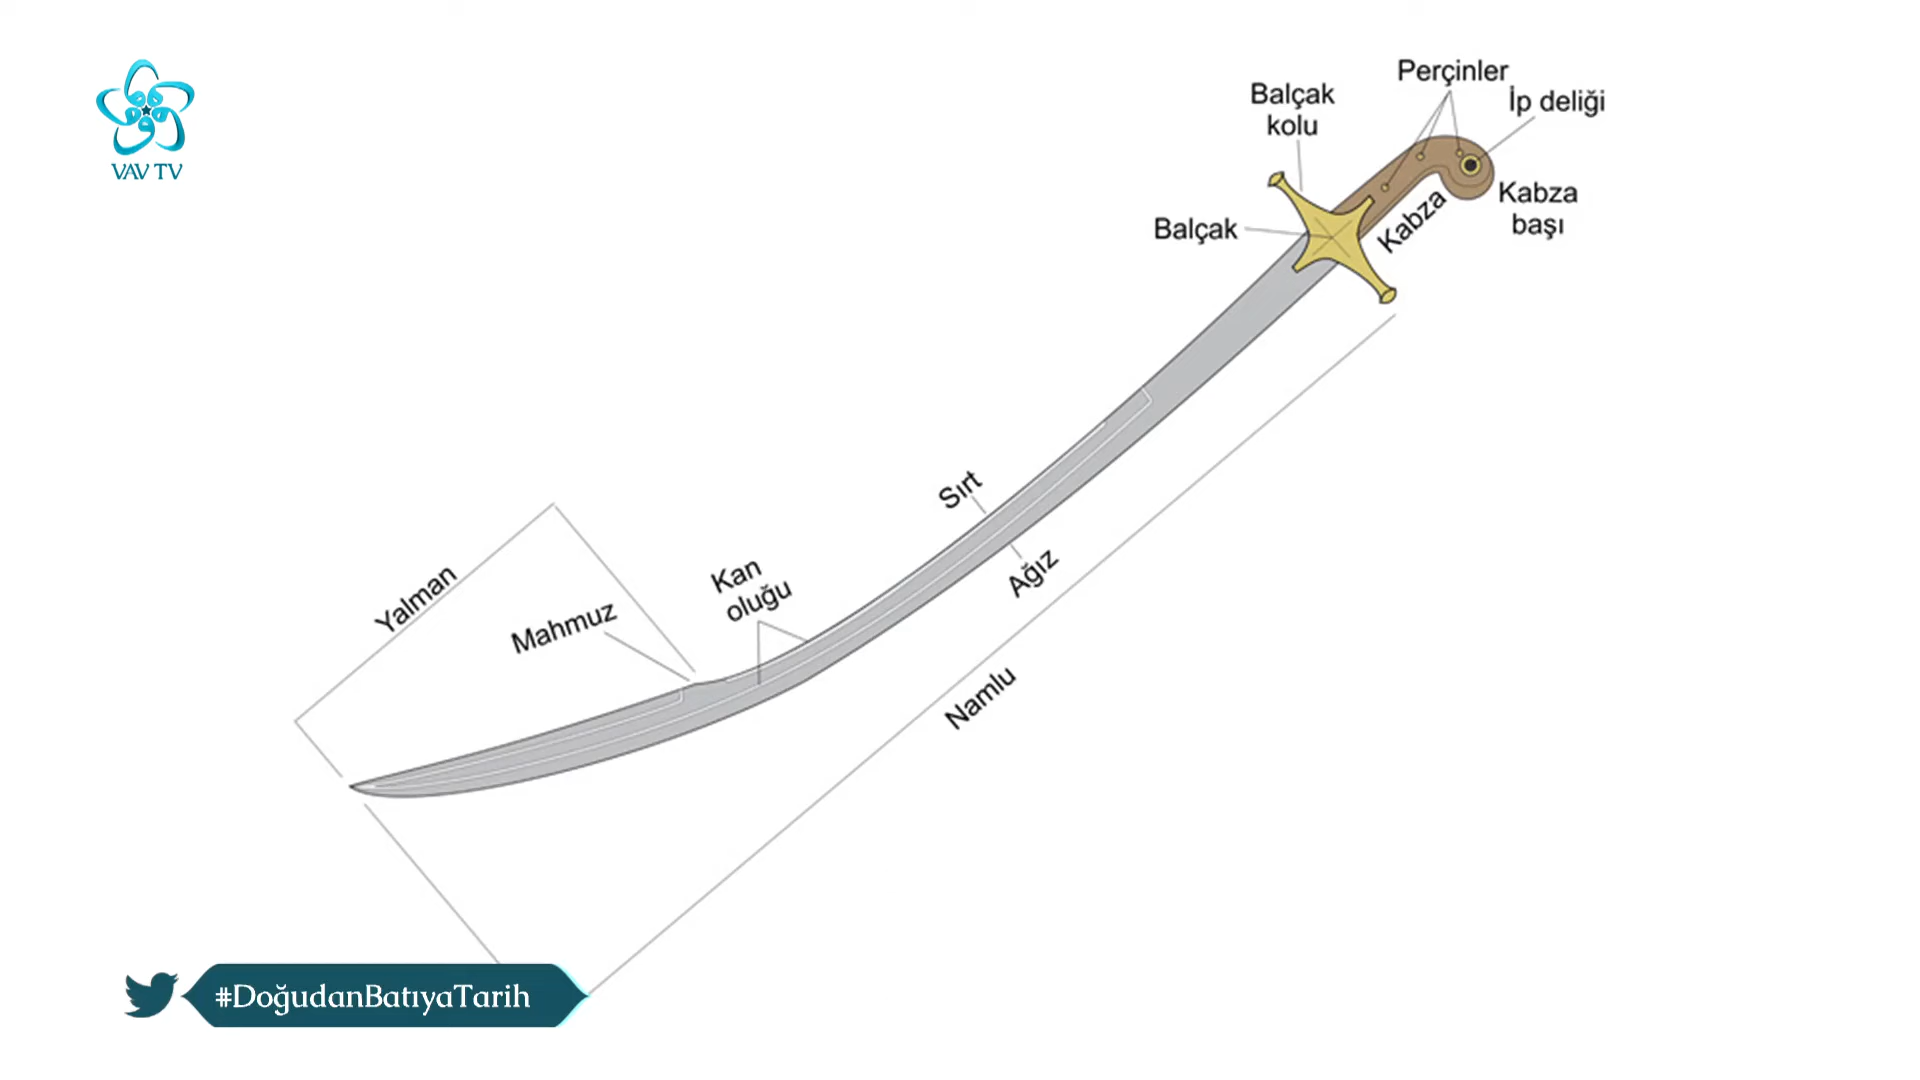 VAV TV
Perçinler
Balçak
kolu
İp deliği
Kabza
başı
Kabza
Balçak
Sırt
Ağız
Kan
oluğu
Yalman
Mahmuz
Namlu
#DoğudanBatıyaTarih